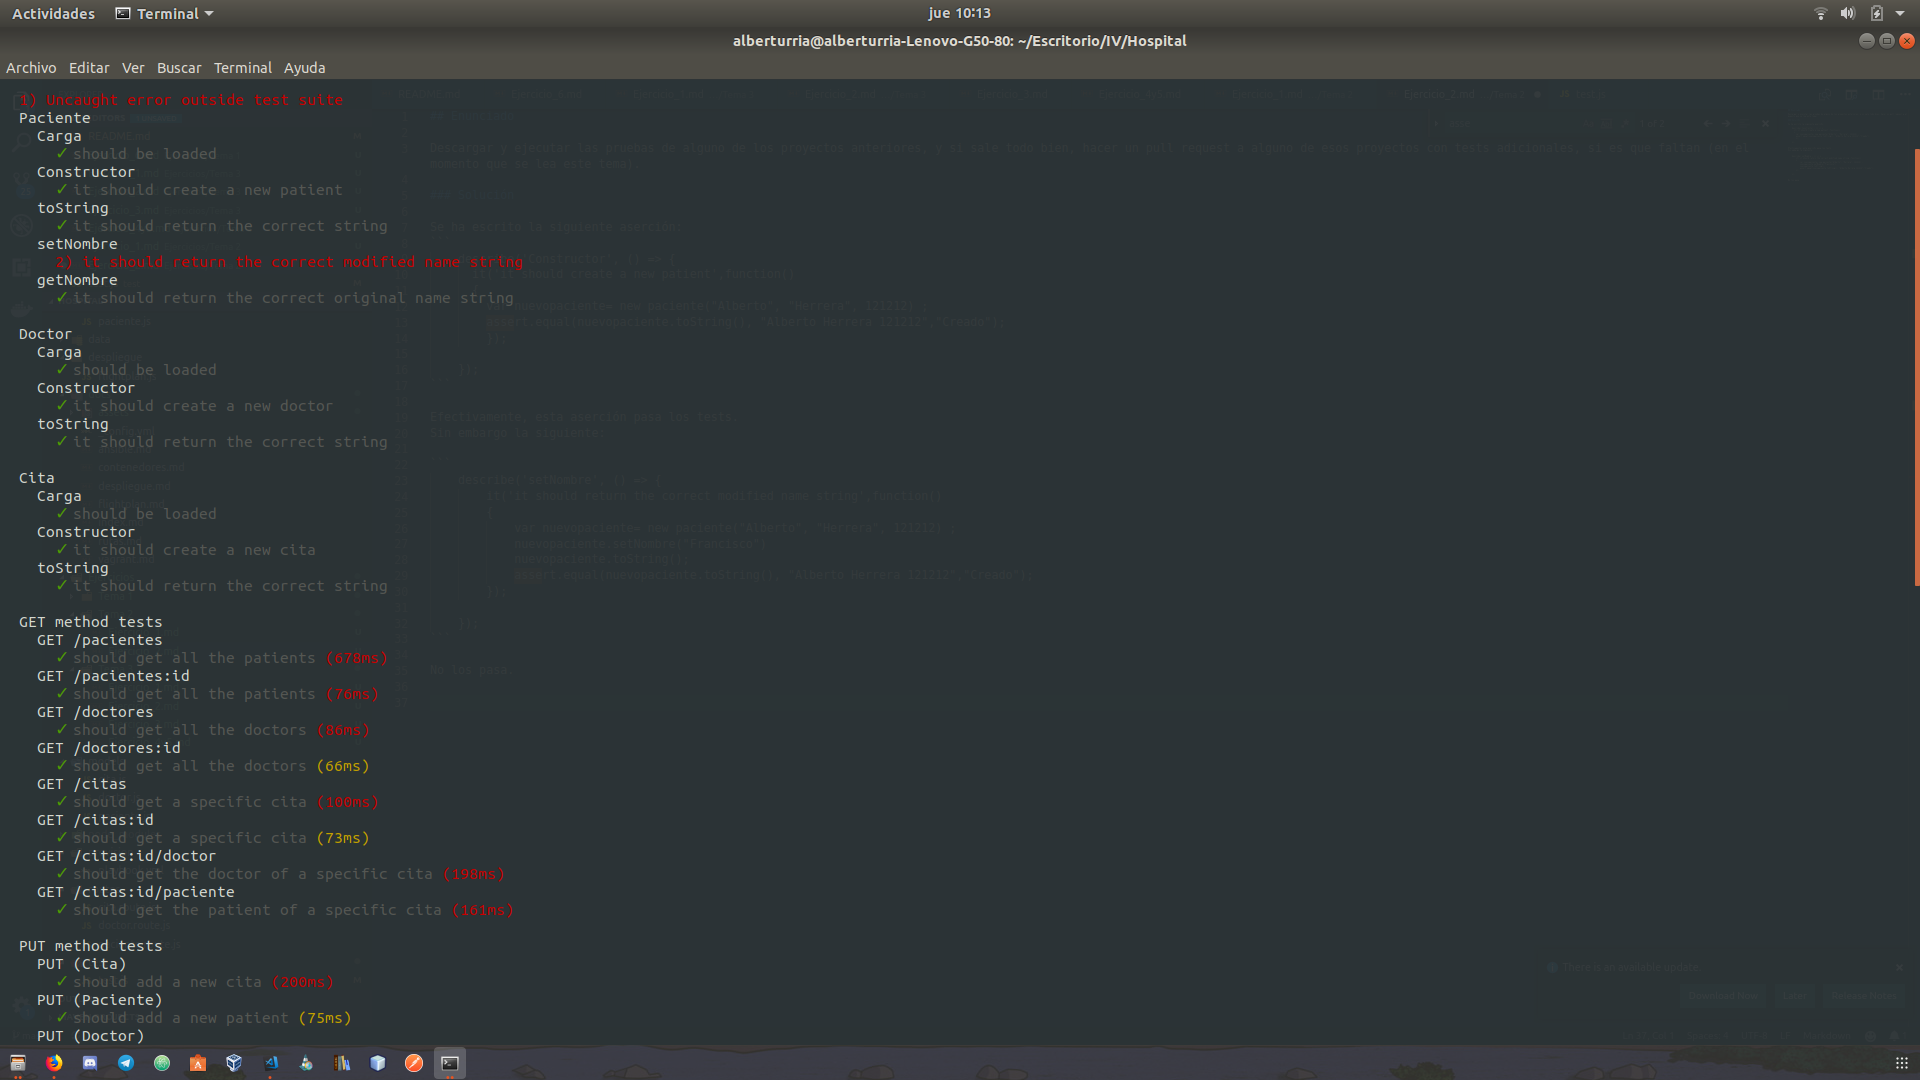 Actividades
Terminal
jue 10:13
alberturria@alberturria-Lenovo-G50-80: ~/Escritorio/IV/Hospital
Archivo Editar Ver Buscar Terminal Ayuda
1) Uncaught error outside test suite
Paciente
Carga
✓ should be loaded
Constructor
✓ it should create a new patient
toString
✓ it should return the correct string
setNombre
2) it should return the correct modified name string
getNombre
✓ it should return the correct original name string
Doctor
Carga
✓ should be loaded
Constructor
✓ it should create a new doctor
toString
✓ it should return the correct string
Cita
Carga
✓ should be loaded
Constructor
✓ it should create a new cita
toString
✓ it should return the correct string
GET method tests
GET /pacientes
✓ should get all the patients (678ms)
GET /pacientes:id
✓ should get all the patients (76ms)
GET /doctores
✓ should get all the doctors (86ms)
GET /doctores:id
✓ should get all the doctors (66ms)
GET /citas
✓ should get a specific cita (100ms)
GET /citas:id
✓ should get a specific cita (73ms)
GET /citas:id/doctor
✓ should get the doctor of a specific cita (198ms)
GET /citas:id/paciente
✓ should get the patient of a specific cita (161ms)
PUT method tests
PUT (Cita)
✓ should add a new cita (200ms)
PUT (Paciente)
✓ should add a new patient (75ms)
PUT (Doctor)